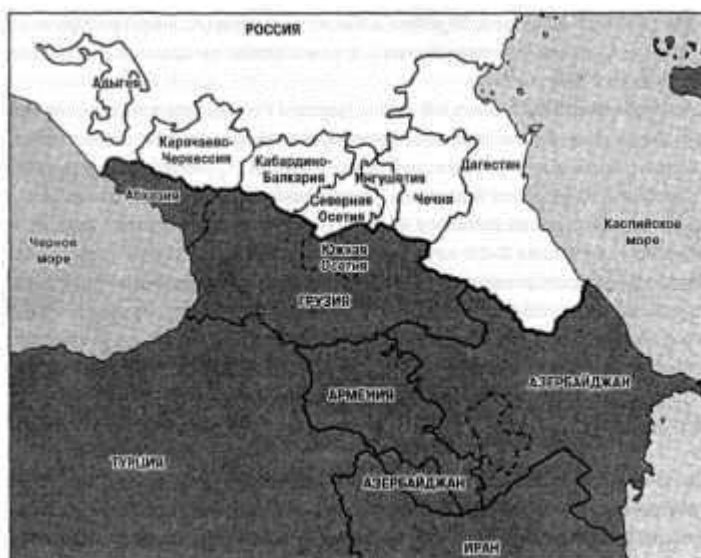 РОССИЯ
Адыгея
Карачаево-
Черкессия
Кабардино-
Балкария
Ингушетия
Дагестан
Северная
Осетия
Чечня
Абхазия
Каспийское
море
Черное
море
Южная
Осетия
ГРУЗИЯ
АРМЕНИЯ
АЗЕРБАЙДЖАН
ТУРЦИЯ
АЗЕРБАЙДЖАН
ИРАН